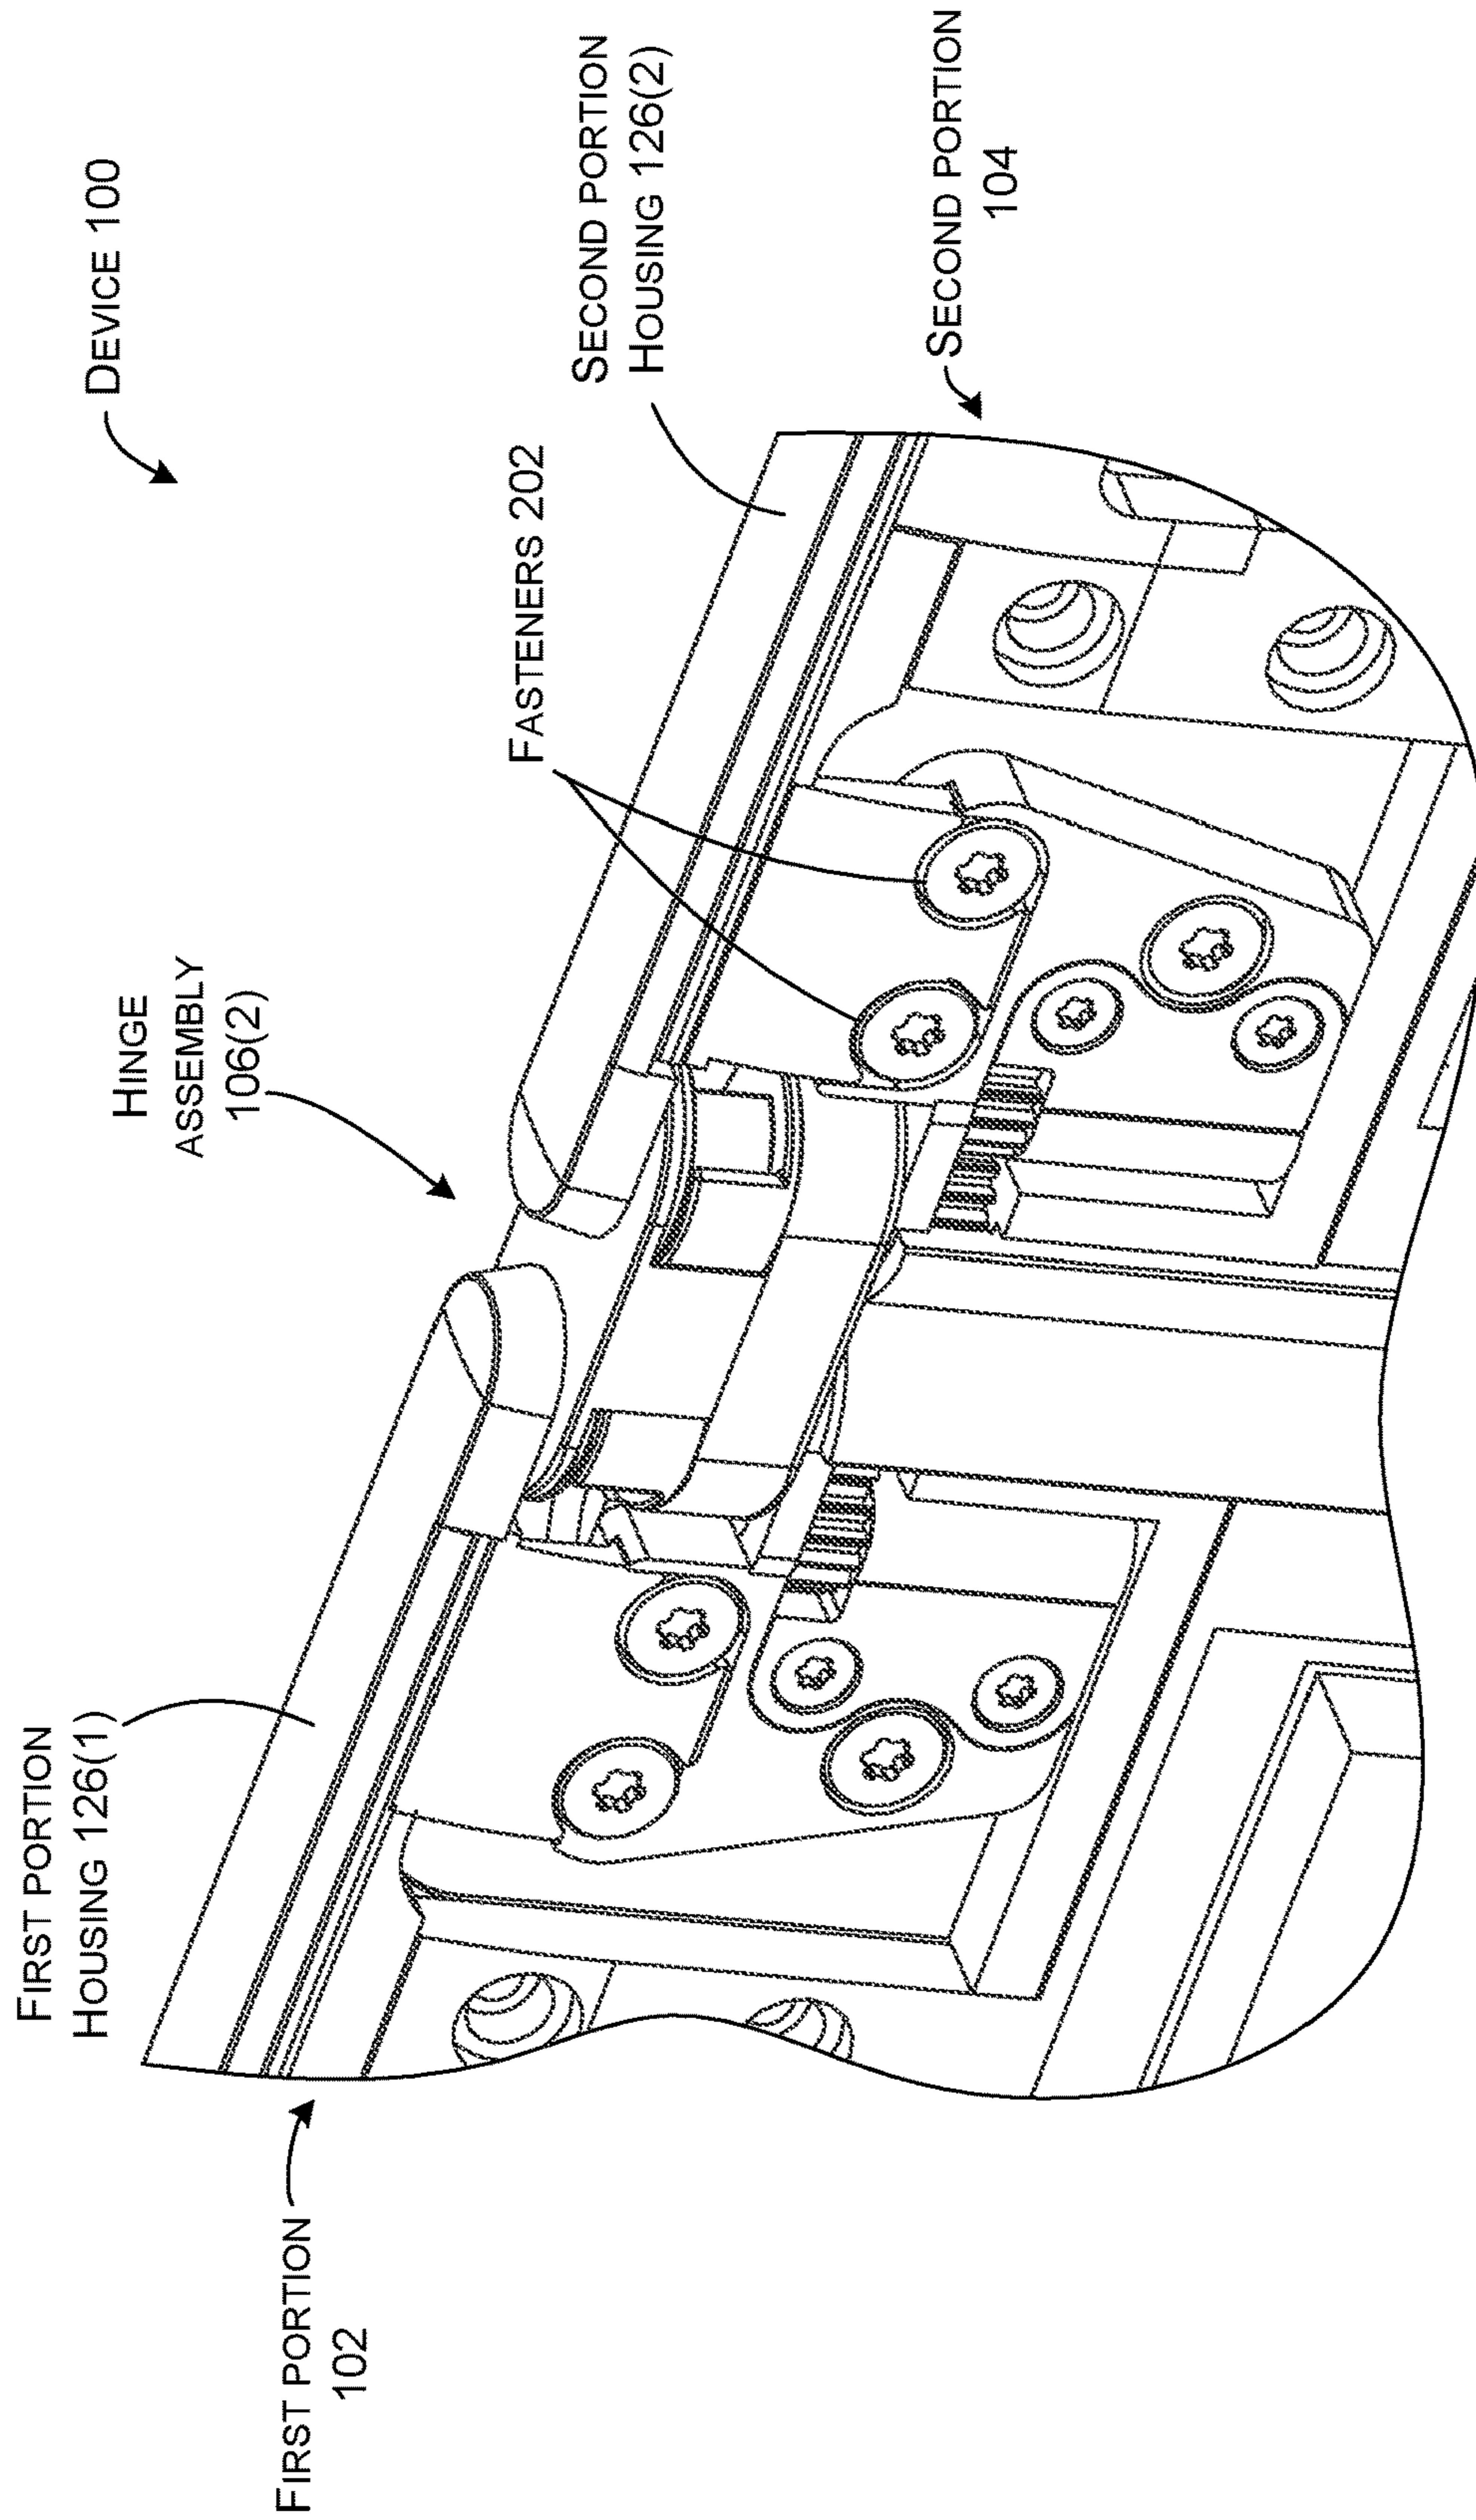 DEVICE 100
HINGE
ASSEMBLY
106(2)
FIRST PORTION
HOUSING 126(1)
SECOND PORTION
HOUSING 126(2)
FASTENERS 202
FIRST PORTION
102
SECOND PORTION
104